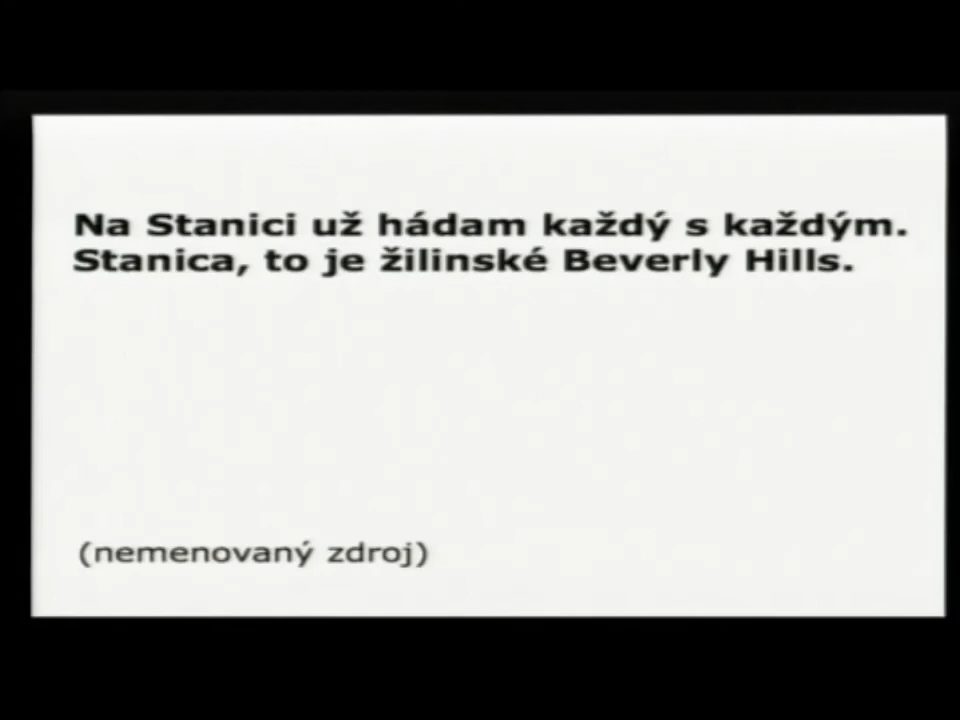 Na Stanici už hádam každý s každým.
Stanica, to je žilinské Beverly Hills.
(nemenovaný zdroj)